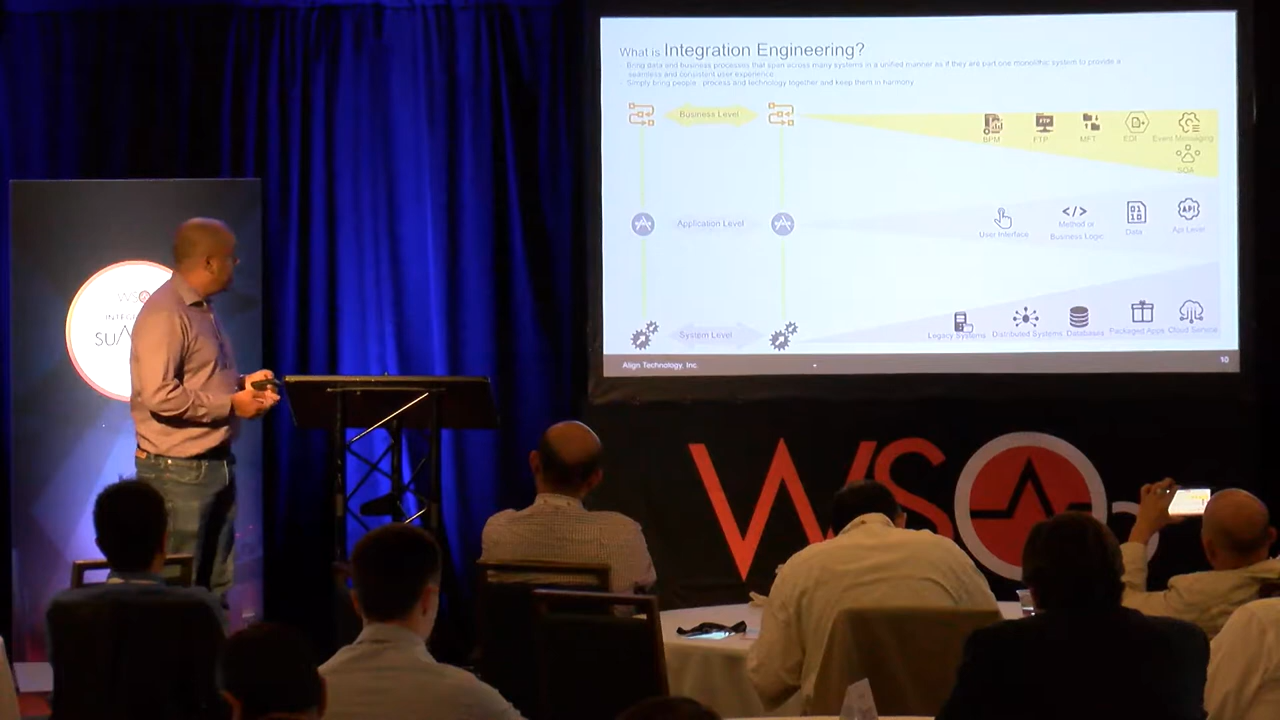 What is Integration Engineering?
Bring data and business processes that span across many systems in a unified manner as if they are part one monolithic system to provide a
seamless and consistent user experience.
Simply bring people, process and technology together and keep them in harmony
Business Level
BPM
FTP
FTP
MFT
EDI
Event Messaging
SOA
Application Level
User Interface
</>
Method or
Business Logic
Data
API
Api Level
System Level
Legacy Systems
Distributed Systems
Databases
Packaged Apps
Cloud Service
Align Technology, Inc.
10
WSO
WSO